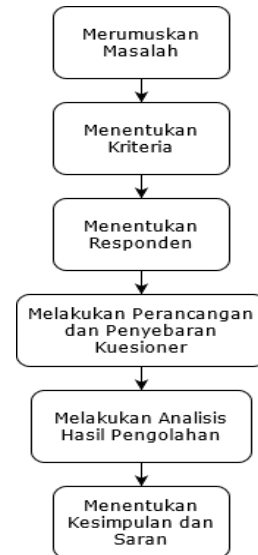 Merumuskan
Masalah
Menentukan
Kriteria
Menentukan
Responden
Melakukan Perancangan
dan Penyebaran
Kuesioner
Melakukan Analisis
Hasil Pengolahan
Menentukan
Kesimpulan dan
Saran